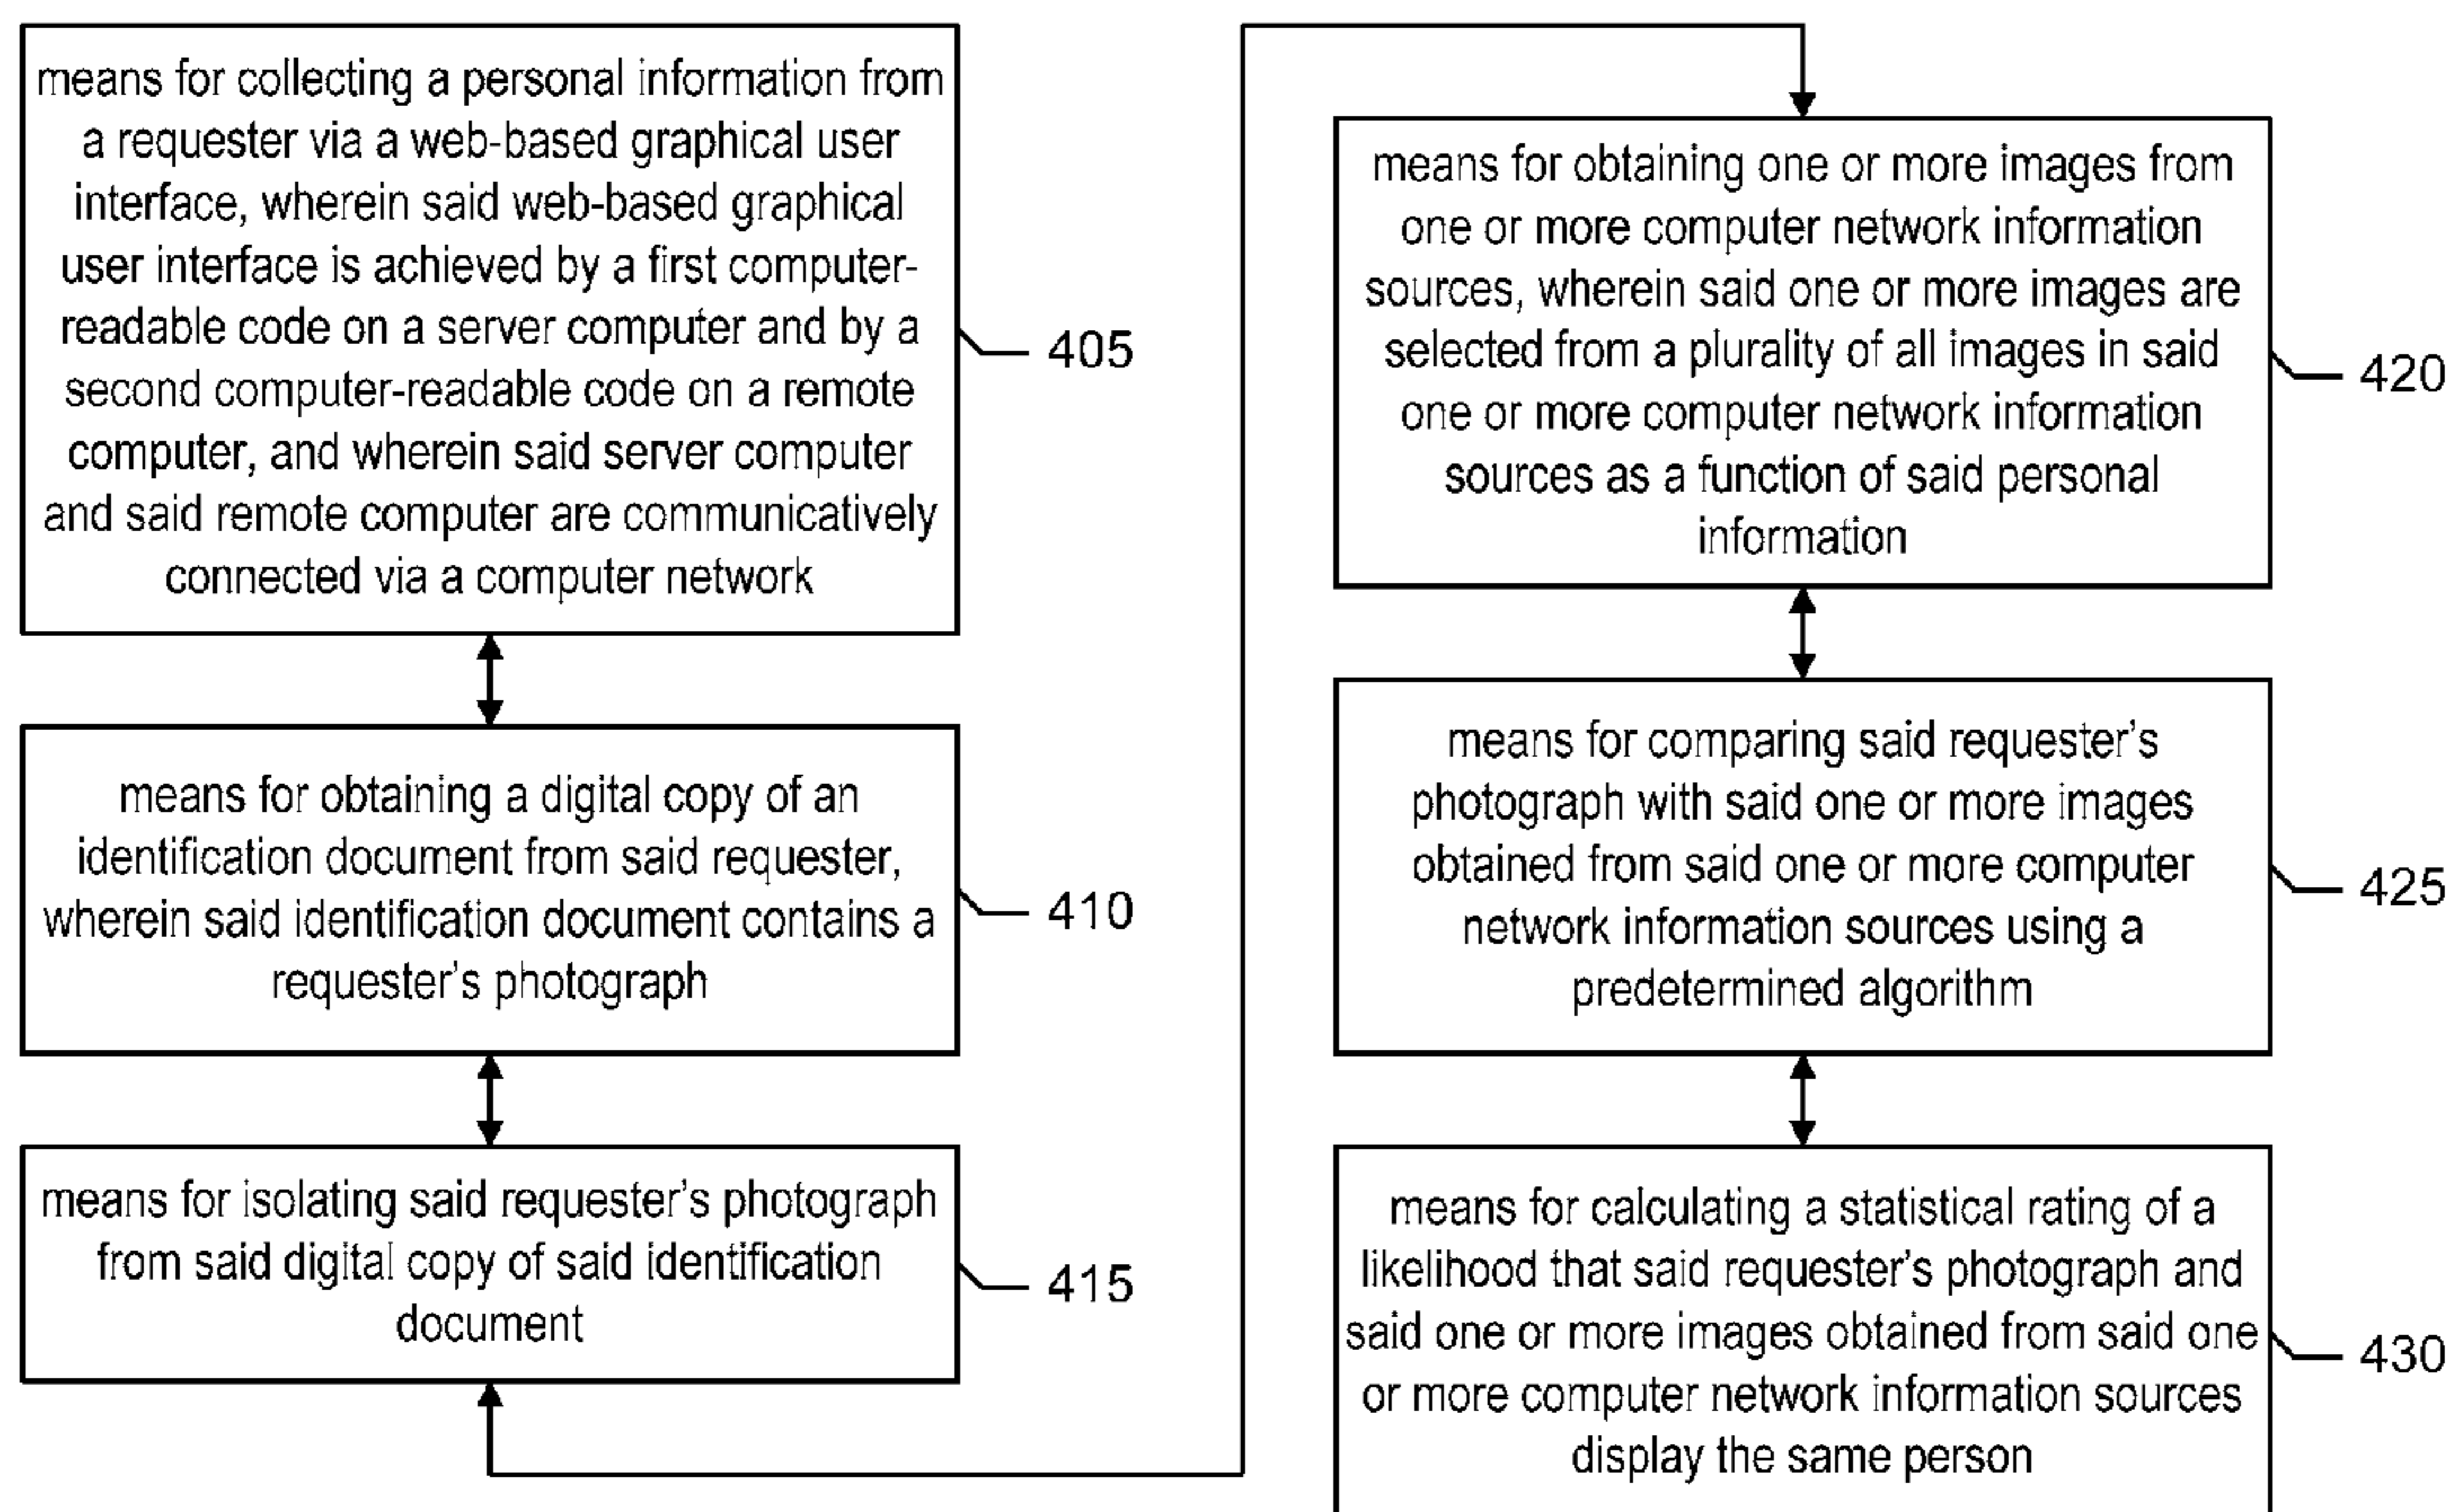 means for collecting a personal information from
a requester via a web-based graphical user
interface, wherein said web-based graphical
user interface is achieved by a first computer-
readable code on a server computer and by a
second computer-readable code on a remote
computer, and wherein said server computer
and said remote computer are communicatively
connected via a computer network
405
means for obtaining a digital copy of an
identification document from said requester,
wherein said identification document contains a
requester’s photograph
410
means for isolating said requester’s photograph
from said digital copy of said identification
document
415
means for obtaining one or more images from
one or more computer network information
sources, wherein said one or more images are
selected from a plurality of all images in said
one or more computer network information
sources as a function of said personal
information
420
means for comparing said requester’s
photograph with said one or more images
obtained from said one or more computer
network information sources using a
predetermined algorithm
425
means for calculating a statistical rating of a
likelihood that said requester’s photograph and
said one or more images obtained from said one
or more computer network information sources
display the same person
430